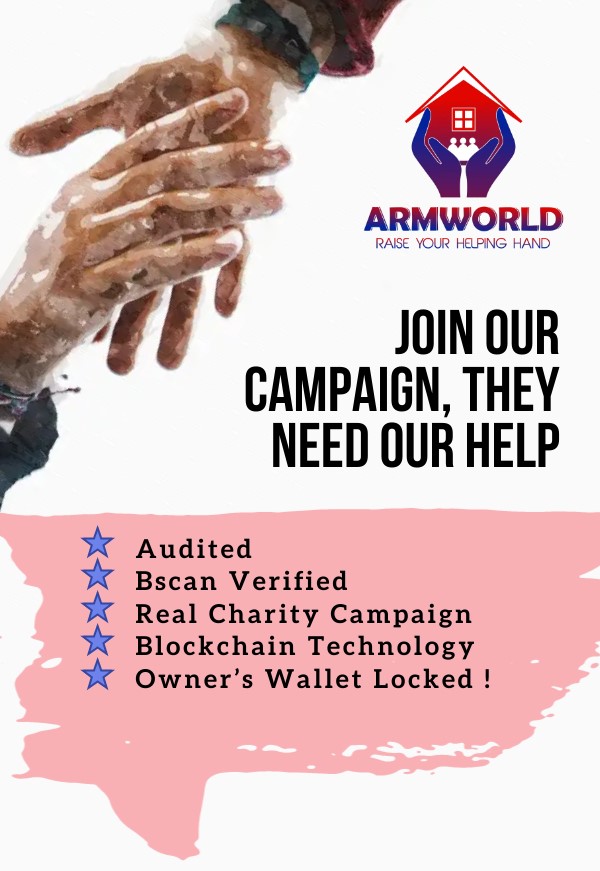 ARMWORLD
RAISE YOUR HELPING HAND
JOIN OUR
CAMPAIGN, THEY
NEED OUR HELP
Audited
Bscan Verified
Real Charity Campaign
Blockchain Technology
Owner’s Wallet Locked !